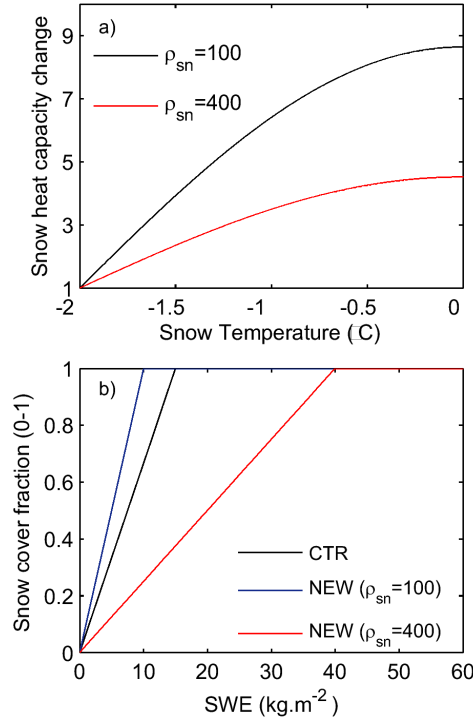 a)
ρsn=100
ρsn=400
Snow heat capacity change
9
7
5
3
1
-2 -1.5 -1 -0.5 0
Snow Temperature (□C)
b)
Snow cover fraction (0-1)
1
0.8
0.6
0.4
0.2
0
CTR
NEW (ρsn=100)
NEW (ρsn=400)
0 10 20 30 40 50 60
SWE (kg.m⁻²)